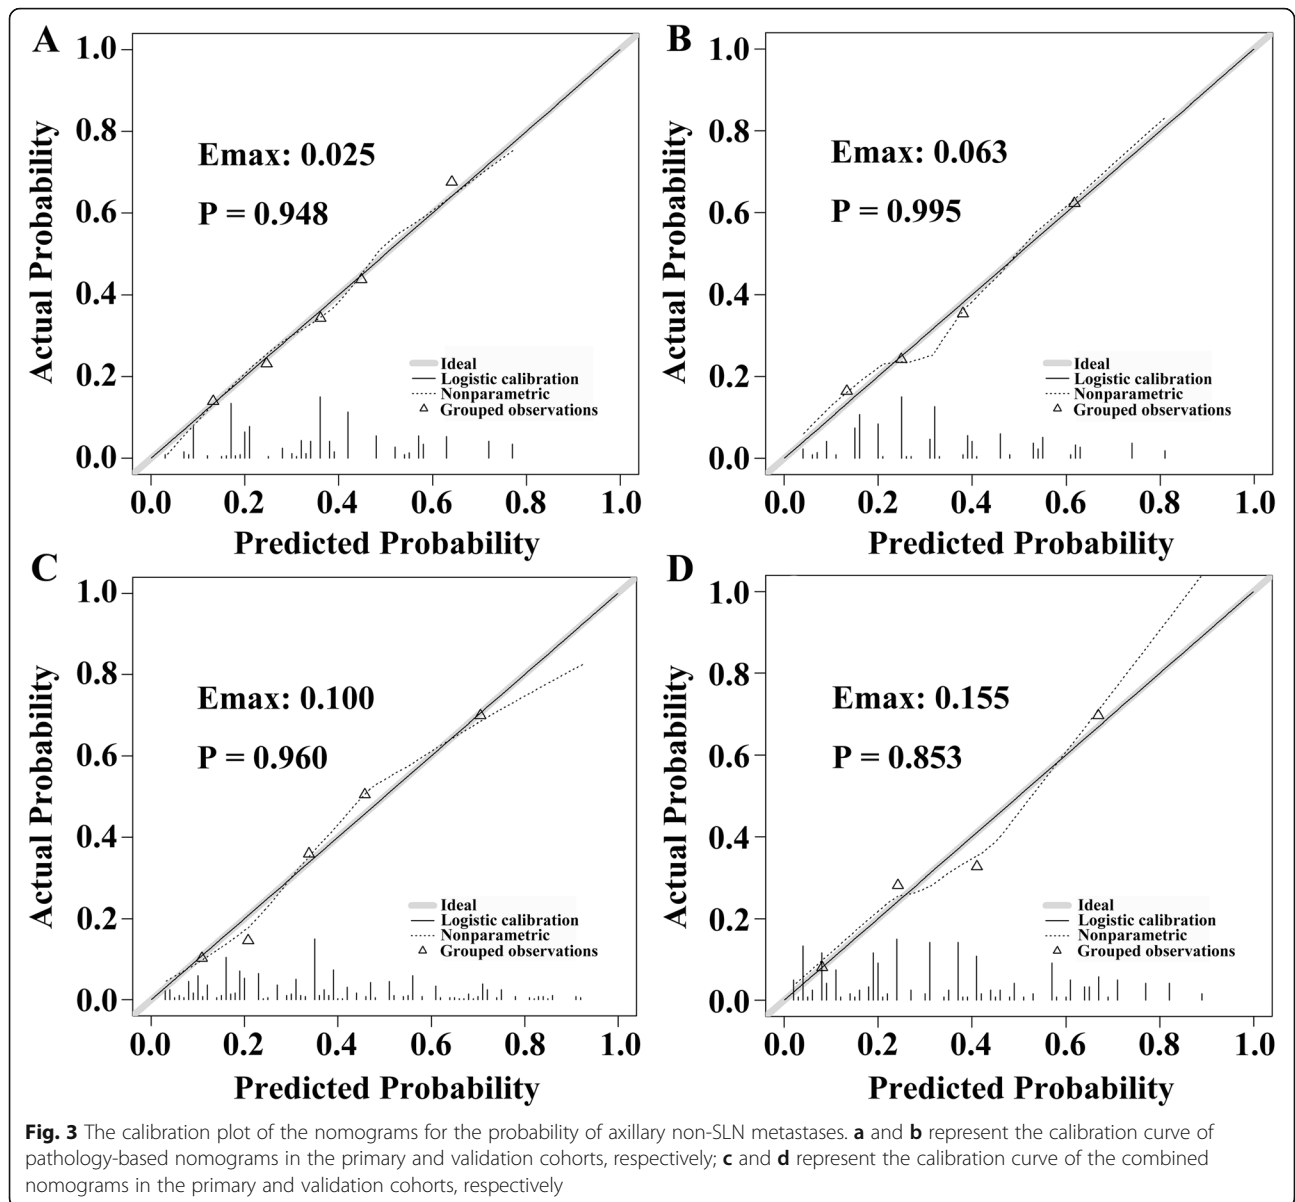 A
1.0
0.8
0.6
0.4
0.2
0.0
Actual Probability
Emax: 0.025
P = 0.948
Ideal
Logistic calibration
Nonparametric
Grouped observations
0.0 0.2 0.4 0.6 0.8 1.0
Predicted Probability
B
1.0
0.8
0.6
0.4
0.2
0.0
Actual Probability
Emax: 0.063
P = 0.995
Ideal
Logistic calibration
Nonparametric
Grouped observations
0.0 0.2 0.4 0.6 0.8 1.0
Predicted Probability
C
1.0
0.8
0.6
0.4
0.2
0.0
Actual Probability
Emax: 0.100
P = 0.960
Ideal
Logistic calibration
Nonparametric
Grouped observations
0.0 0.2 0.4 0.6 0.8 1.0
Predicted Probability
D
1.0
0.8
0.6
0.4
0.2
0.0
Actual Probability
Emax: 0.155
P = 0.853
Ideal
Logistic calibration
Nonparametric
Grouped observations
0.0 0.2 0.4 0.6 0.8 1.0
Predicted Probability
Fig. 3 The calibration plot of the nomograms for the probability of axillary non-SLN metastases. a and b represent the calibration curve of
pathology-based nomograms in the primary and validation cohorts, respectively; c and d represent the calibration curve of the combined
nomograms in the primary and validation cohorts, respectively